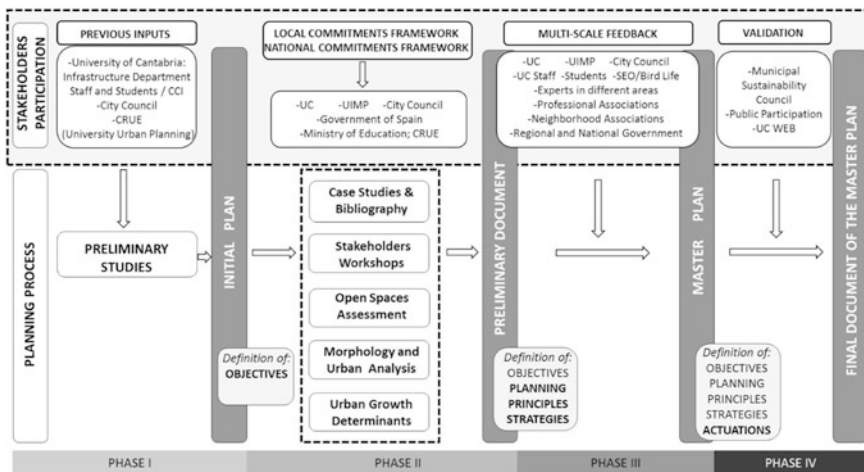 STAKEHOLDERS
PARTICIPATION
PREVIOUS INPUTS
-University of Cantabria:
Infrastructure Department
Staff and Students / CCI
-City Council
-CRUE
(University Urban Planning)
LOCAL COMMITMENTS FRAMEWORK
NATIONAL COMMITMENTS FRAMEWORK
-UC -UIMP -City Council
-Government of Spain
-Ministry of Education; CRUE
MULTI-SCALE FEEDBACK
-UC -UIMP -City Council
-UC Staff -Students -SEO/Bird Life
-Experts in different areas
-Professional Associations
-Neighborhood Associations
-Regional and National Government
VALIDATION
-Municipal
Sustainability
Council
-Public Participation
-UC WEB
PLANNING PROCESS
PRELIMINARY
STUDIES
INITIAL PLAN
Definition of:
OBJECTIVES
Case Studies &
Bibliography
Stakeholders
Workshops
Open Spaces
Assessment
Morphology and
Urban Analysis
Urban Growth
Determinants
PRELIMINARY DOCUMENT
Definition of:
OBJECTIVES
PLANNING
PRINCIPLES
STRATEGIES
MASTER PLAN
Definition of:
OBJECTIVES
PLANNING
PRINCIPLES
STRATEGIES
ACTUATIONS
FINAL DOCUMENT OF THE MASTER PLAN
PHASE I
PHASE II
PHASE III
PHASE IV